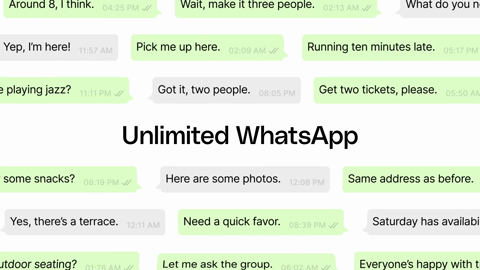 Around 8, I think. 04:25 PM Wait, make it three people. 02:13 AM What do you
Yep, I'm here! 11:57 AM Pick me up here. 02:09 AM Running ten minutes late. 05:17 PM
playing jazz? 11:11 PM Got it, two people. 08:05 PM Get two tickets, please. 05:50
Unlimited WhatsApp
some snacks? 08:19 PM Here are some photos. 12:08 PM Same address as before.
Yes, there's a terrace. 12:11 AM Need a quick favor. 08:39 PM Saturday has
outdoor seating? 01:28 AM Let me ask the group. 06:02 AM Everyone's happy with